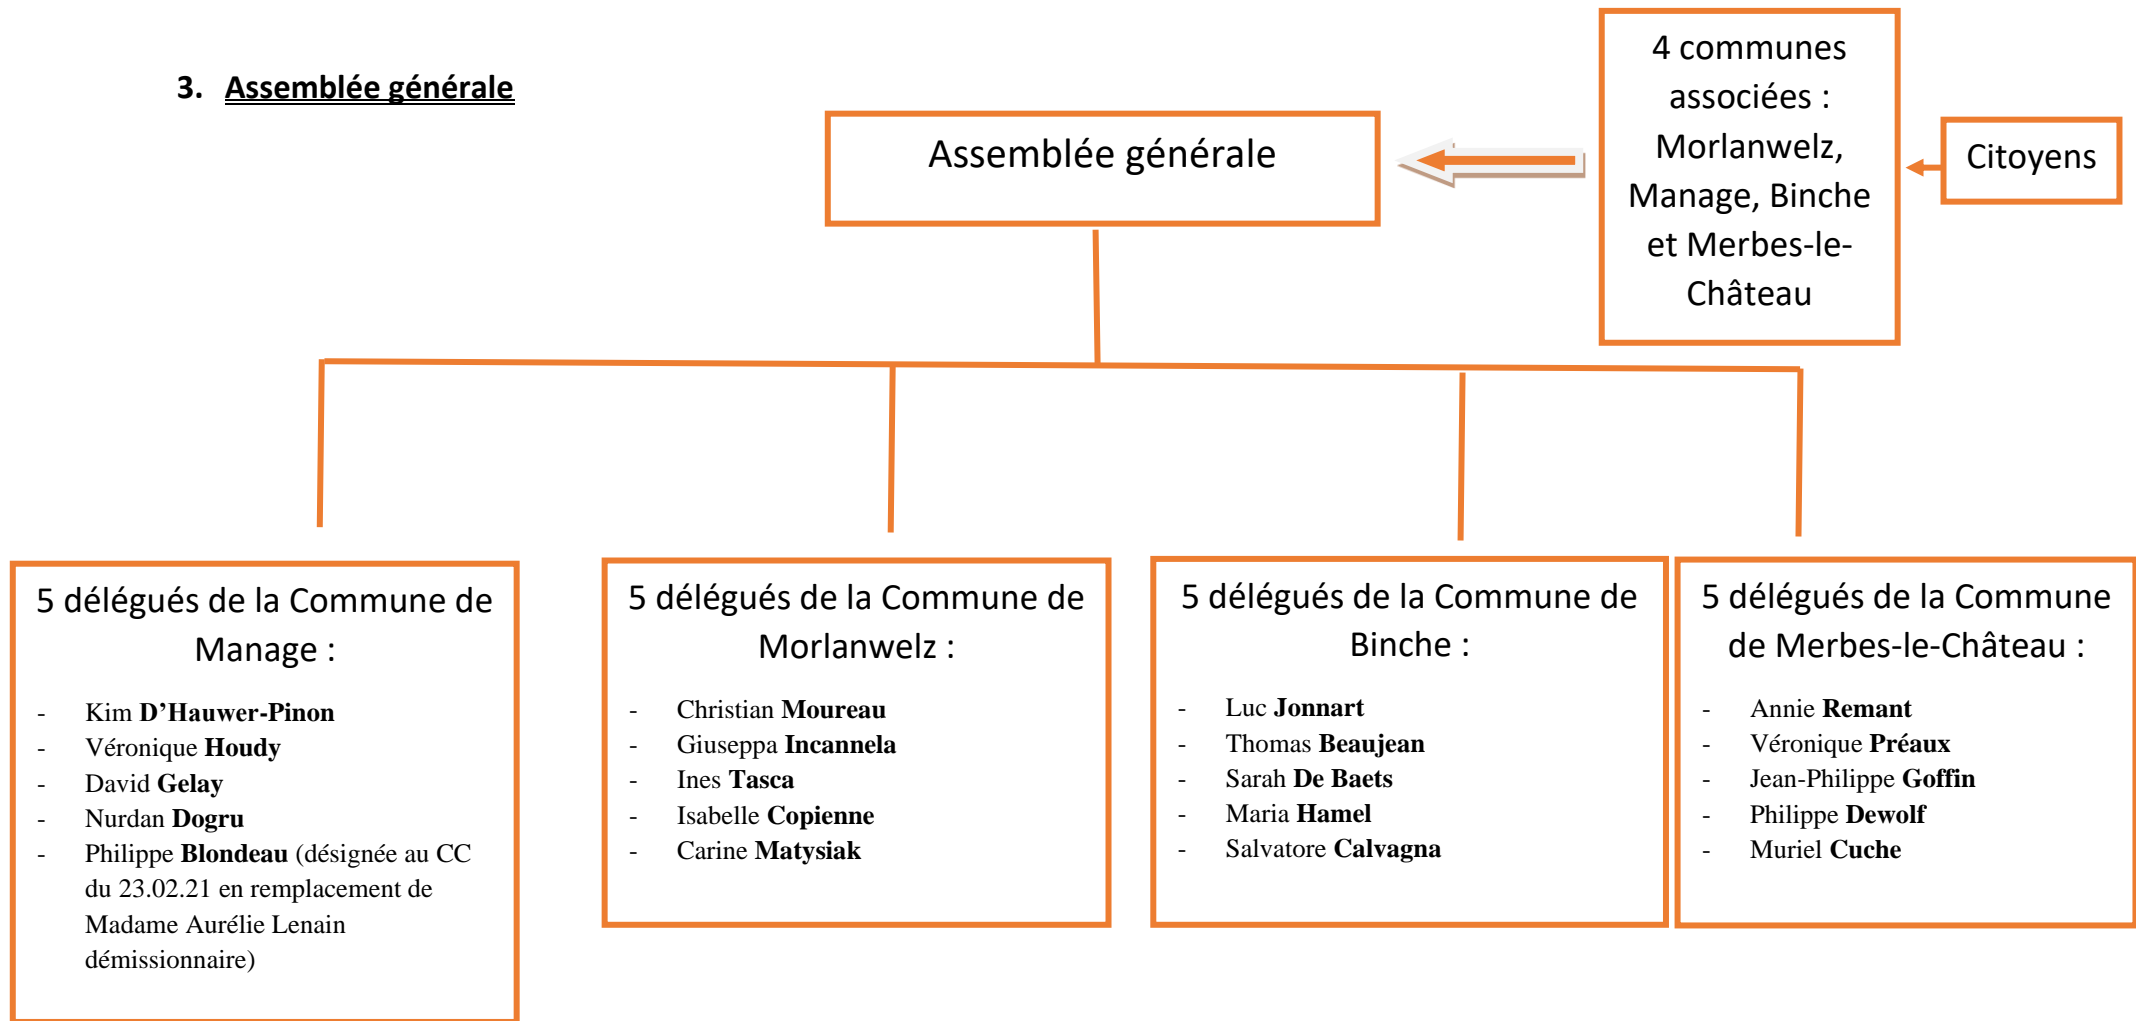 3. Assemblée générale
Assemblée générale
4 communes
associées :
Morlanwelz,
Manage, Binche
et Merbes-le-
Château
Citoyens
5 délégués de la Commune de
Manage :
- Kim D’Hauwer-Pinon
- Véronique Houdy
- David Gelay
- Nurdan Dogru
- Philippe Blondeau (désignée au CC
du 23.02.21 en remplacement de
Madame Aurélie Lenain
démissionnaire)
5 délégués de la Commune de
Morlanwelz :
- Christian Moureau
- Giuseppa Incannela
- Ines Tasca
- Isabelle Copienne
- Carine Matysiak
5 délégués de la Commune de
Binche :
- Luc Jonnart
- Thomas Beaujean
- Sarah De Baets
- Maria Hamel
- Salvatore Calvagna
5 délégués de la Commune
de Merbes-le-Château :
- Annie Remant
- Véronique Préaux
- Jean-Philippe Goffin
- Philippe Dewolf
- Muriel Cuche